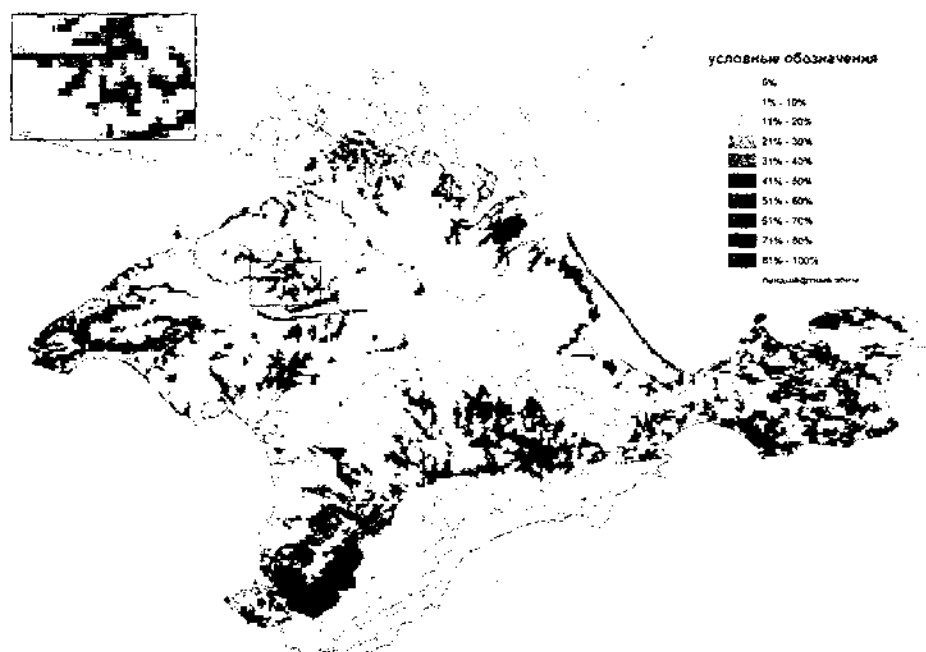 условные обозначения
0%
1% - 10%
11% - 20%
21% - 30%
31% - 40%
41% - 50%
51% - 60%
61% - 70%
71% - 80%
81% - 100%